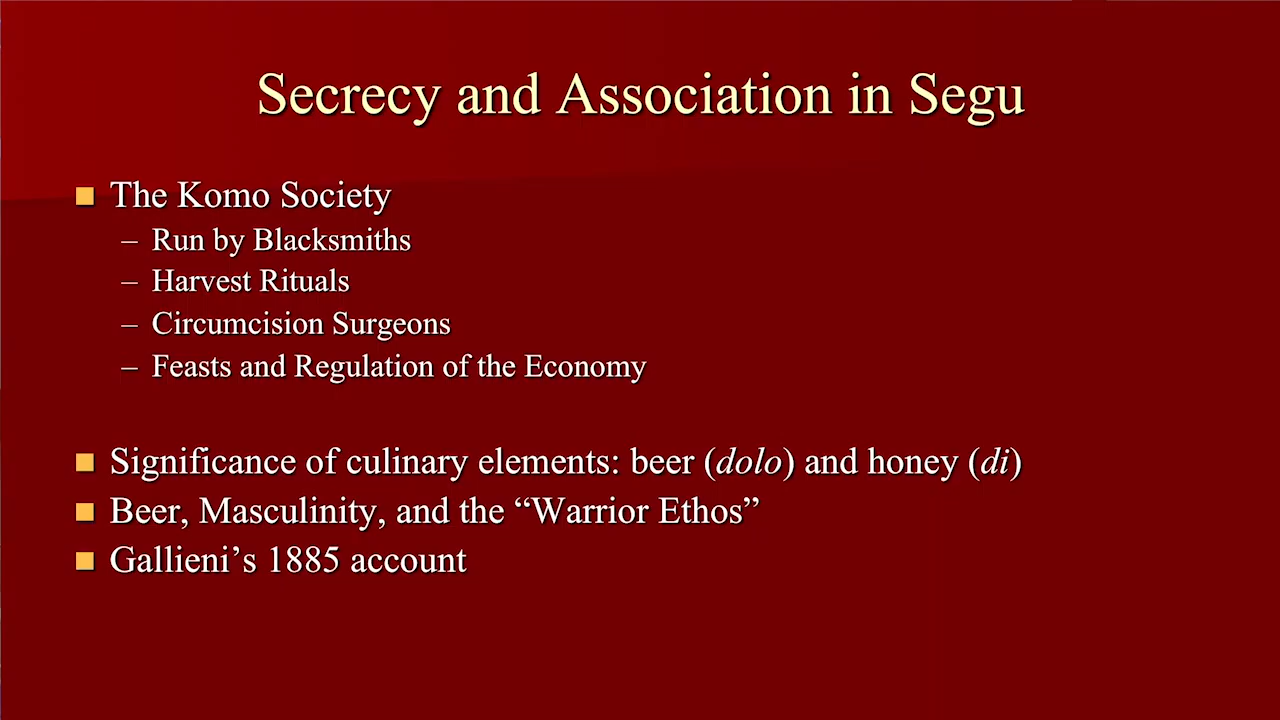 Secrecy and Association in Segu
■ The Komo Society
– Run by Blacksmiths
– Harvest Rituals
– Circumcision Surgeons
– Feasts and Regulation of the Economy
■ Significance of culinary elements: beer (dolo) and honey (di)
■ Beer, Masculinity, and the “Warrior Ethos”
■ Gallieni’s 1885 account